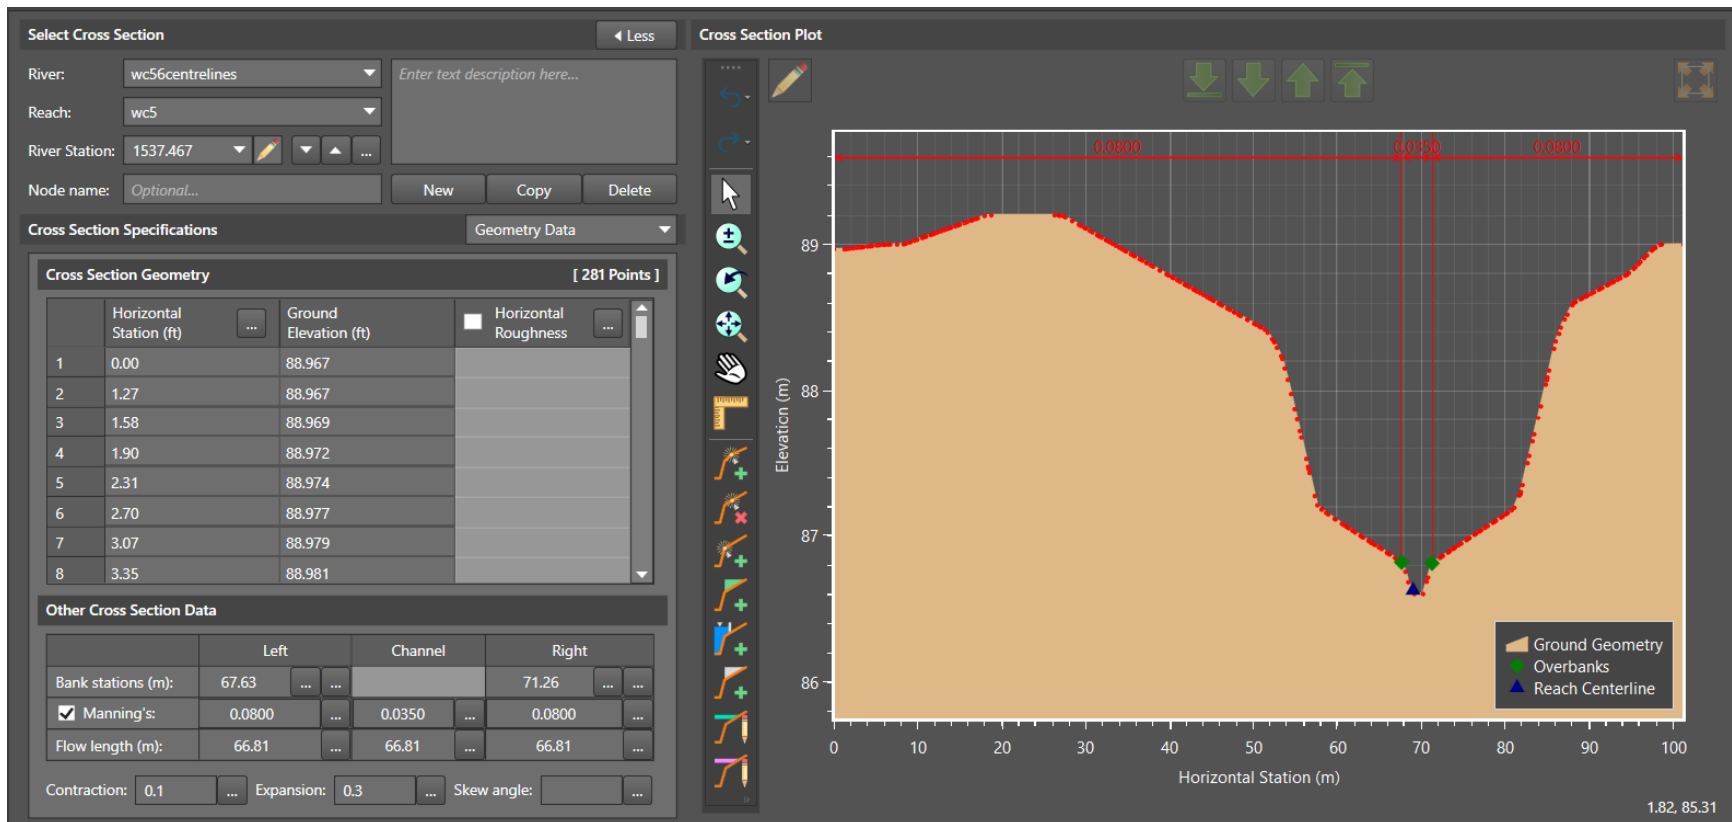 Select Cross Section
Less
River: wc56centrelines
Enter text description here...
Reach: wc5
River Station: 1537.467 ...
Node name: Optional...
New Copy Delete
Cross Section Specifications Geometry Data
Cross Section Geometry [ 281 Points ]
Horizontal Station (ft) ... Ground Elevation (ft) Horizontal Roughness ...
1 0.00 88.967
2 1.27 88.967
3 1.58 88.969
4 1.90 88.972
5 2.31 88.974
6 2.70 88.977
7 3.07 88.979
8 3.35 88.981
Other Cross Section Data
Left Channel Right
Bank stations (m): 67.63 ... ... 71.26 ... ...
Manning's: 0.0800 ... 0.0350 ... 0.0800 ...
Flow length (m): 66.81 ... 66.81 ... 66.81 ...
Contraction: 0.1 ... Expansion: 0.3 ... Skew angle: ...
Cross Section Plot
0.0800 0.0350 0.0800
89
88
87
86
Elevation (m)
Ground Geometry
Overbanks
Reach Centerline
0 10 20 30 40 50 60 70 80 90 100
Horizontal Station (m)
1.82, 85.31